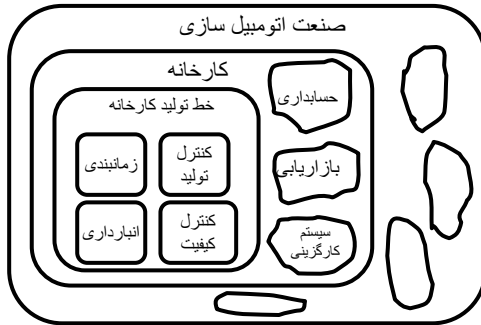 صنعت اتومبیل سازی
کارخانه
خط تولید کارخانه
حسابداری
کنترل
تولید
زمانبندی
بازاریابی
کنترل
کیفیت
انبارداری
سیستم
کارگزینی